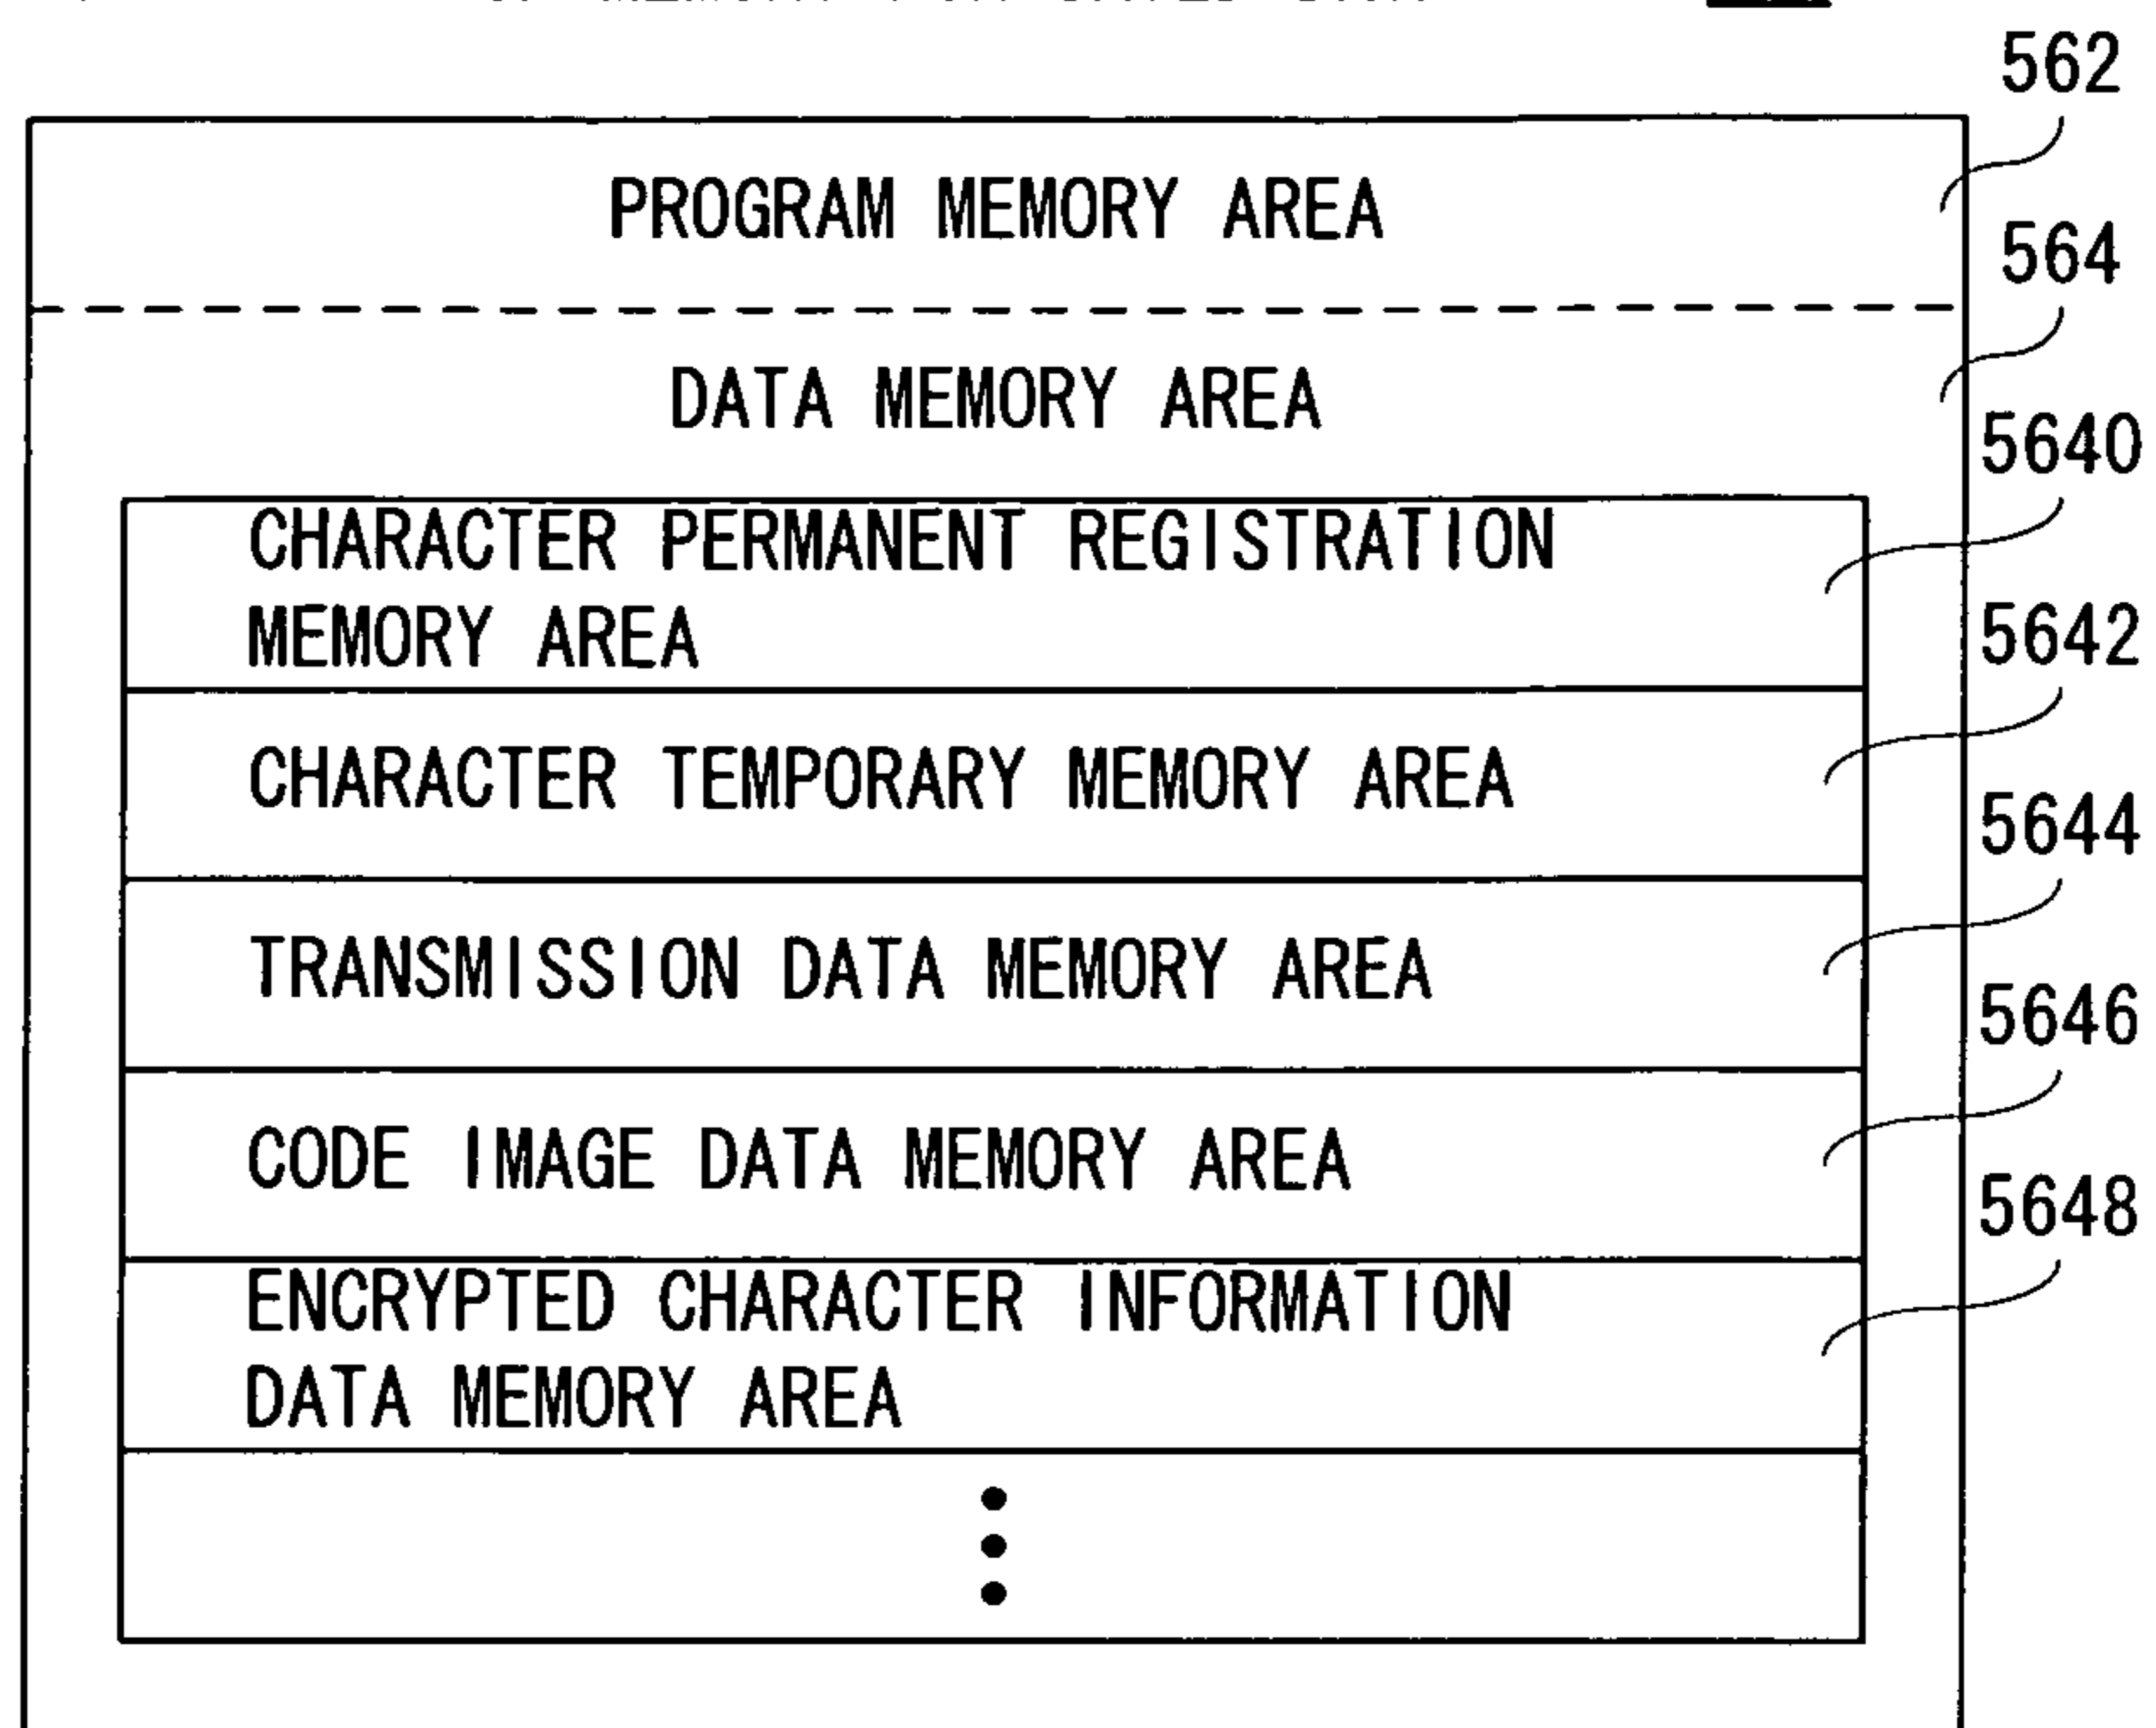 562
PROGRAM MEMORY AREA
564
DATA MEMORY AREA
5640
CHARACTER PERMANENT REGISTRATION
MEMORY AREA
5642
CHARACTER TEMPORARY MEMORY AREA
5644
TRANSMISSION DATA MEMORY AREA
5646
CODE IMAGE DATA MEMORY AREA
5648
ENCRYPTED CHARACTER INFORMATION
DATA MEMORY AREA